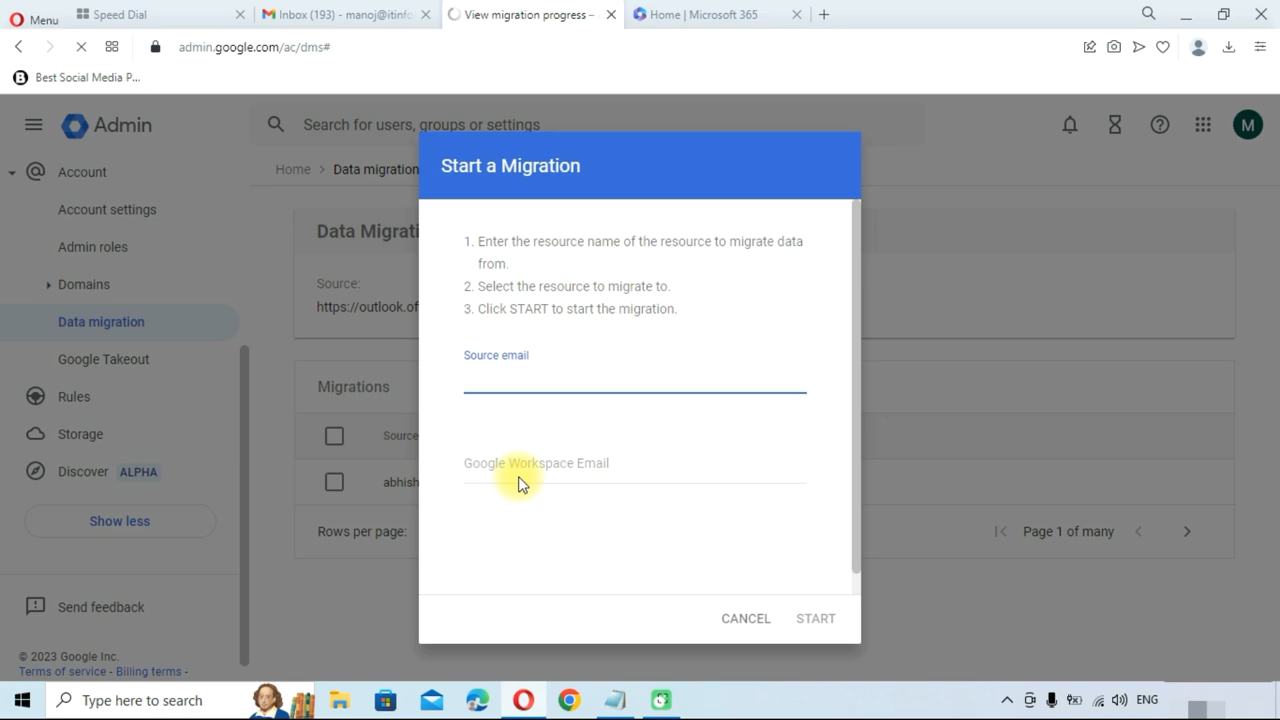 Menu
Speed Dial
Inbox (193) - manoj@itinfo
View migration progress –
Home | Microsoft 365
admin.google.com/ac/dms#
Best Social Media P...
Admin
Search for users, groups or settings
M
Account
Account settings
Admin roles
Domains
Data migration
Google Takeout
Rules
Storage
Discover ALPHA
Show less
Send feedback
© 2023 Google Inc.
Terms of service - Billing terms -
Home > Data migration
Data Migrati
Source:
https://outlook.of
Migrations
Source
abhish
Rows per page:
Page 1 of many
Start a Migration
1. Enter the resource name of the resource to migrate data
from.
2. Select the resource to migrate to.
3. Click START to start the migration.
Source email
Google Workspace Email
CANCEL START
Type here to search
ENG